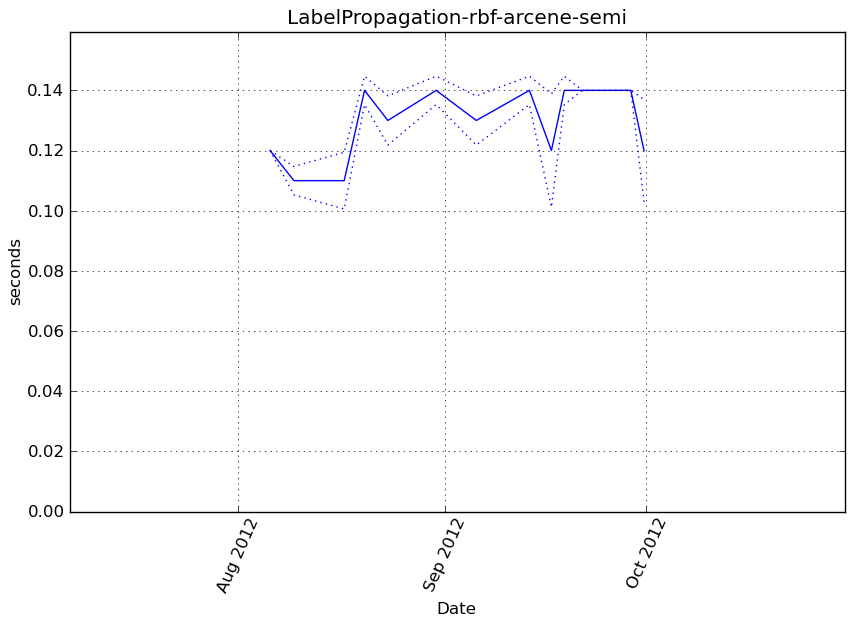 LabelPropagation-rbf-arcene-semi
seconds
0.14
0.12
0.10
0.08
0.06
0.04
0.02
0.00
Aug 2012
Sep 2012
Oct 2012
Date